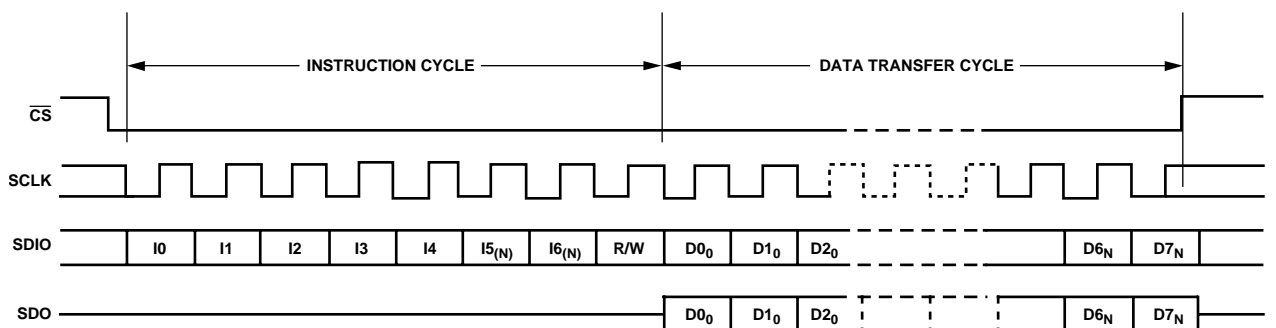 INSTRUCTION CYCLE DATA TRANSFER CYCLE
CS
SCLK
SDIO I0 I1 I2 I3 I4 I5(N) I6(N) R/W D00 D10 D20 D6N D7N
SDO D00 D10 D20 D6N D7N